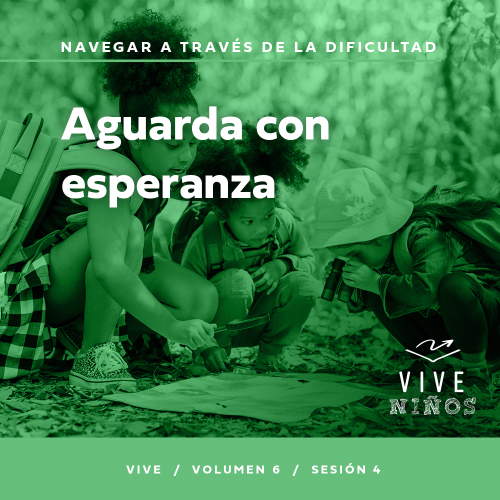 NAVEGAR A TRAVÉS DE LA DIFICULTAD
Aguarda con
esperanza
VIVE
NIÑOS
VIVE / VOLUMEN 6 / SESIÓN 4